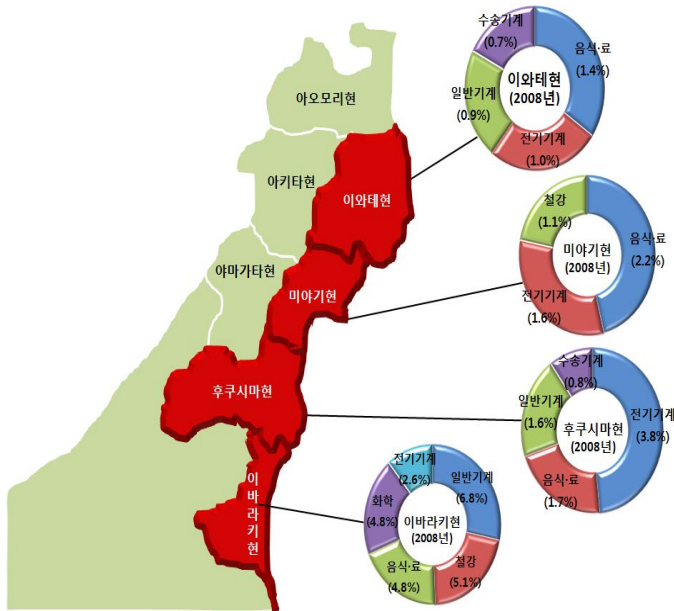 아오모리현
아키타현
이와테현
야마가타현
미야기현
후쿠시마현
이
바
라
키
현
이와테현
(2008년)
음식·료
(1.4%)
전기기계
(1.0%)
일반기계
(0.9%)
수송기계
(0.7%)
미야기현
(2008년)
음식·료
(2.2%)
전기기계
(1.6%)
철강
(1.1%)
후쿠시마현
(2008년)
전기기계
(3.8%)
음식·료
(1.7%)
일반기계
(1.6%)
수송기계
(0.8%)
이바라키현
(2008년)
일반기계
(6.8%)
철강
(5.1%)
음식·료
(4.8%)
화학
(4.8%)
전기기계
(2.6%)